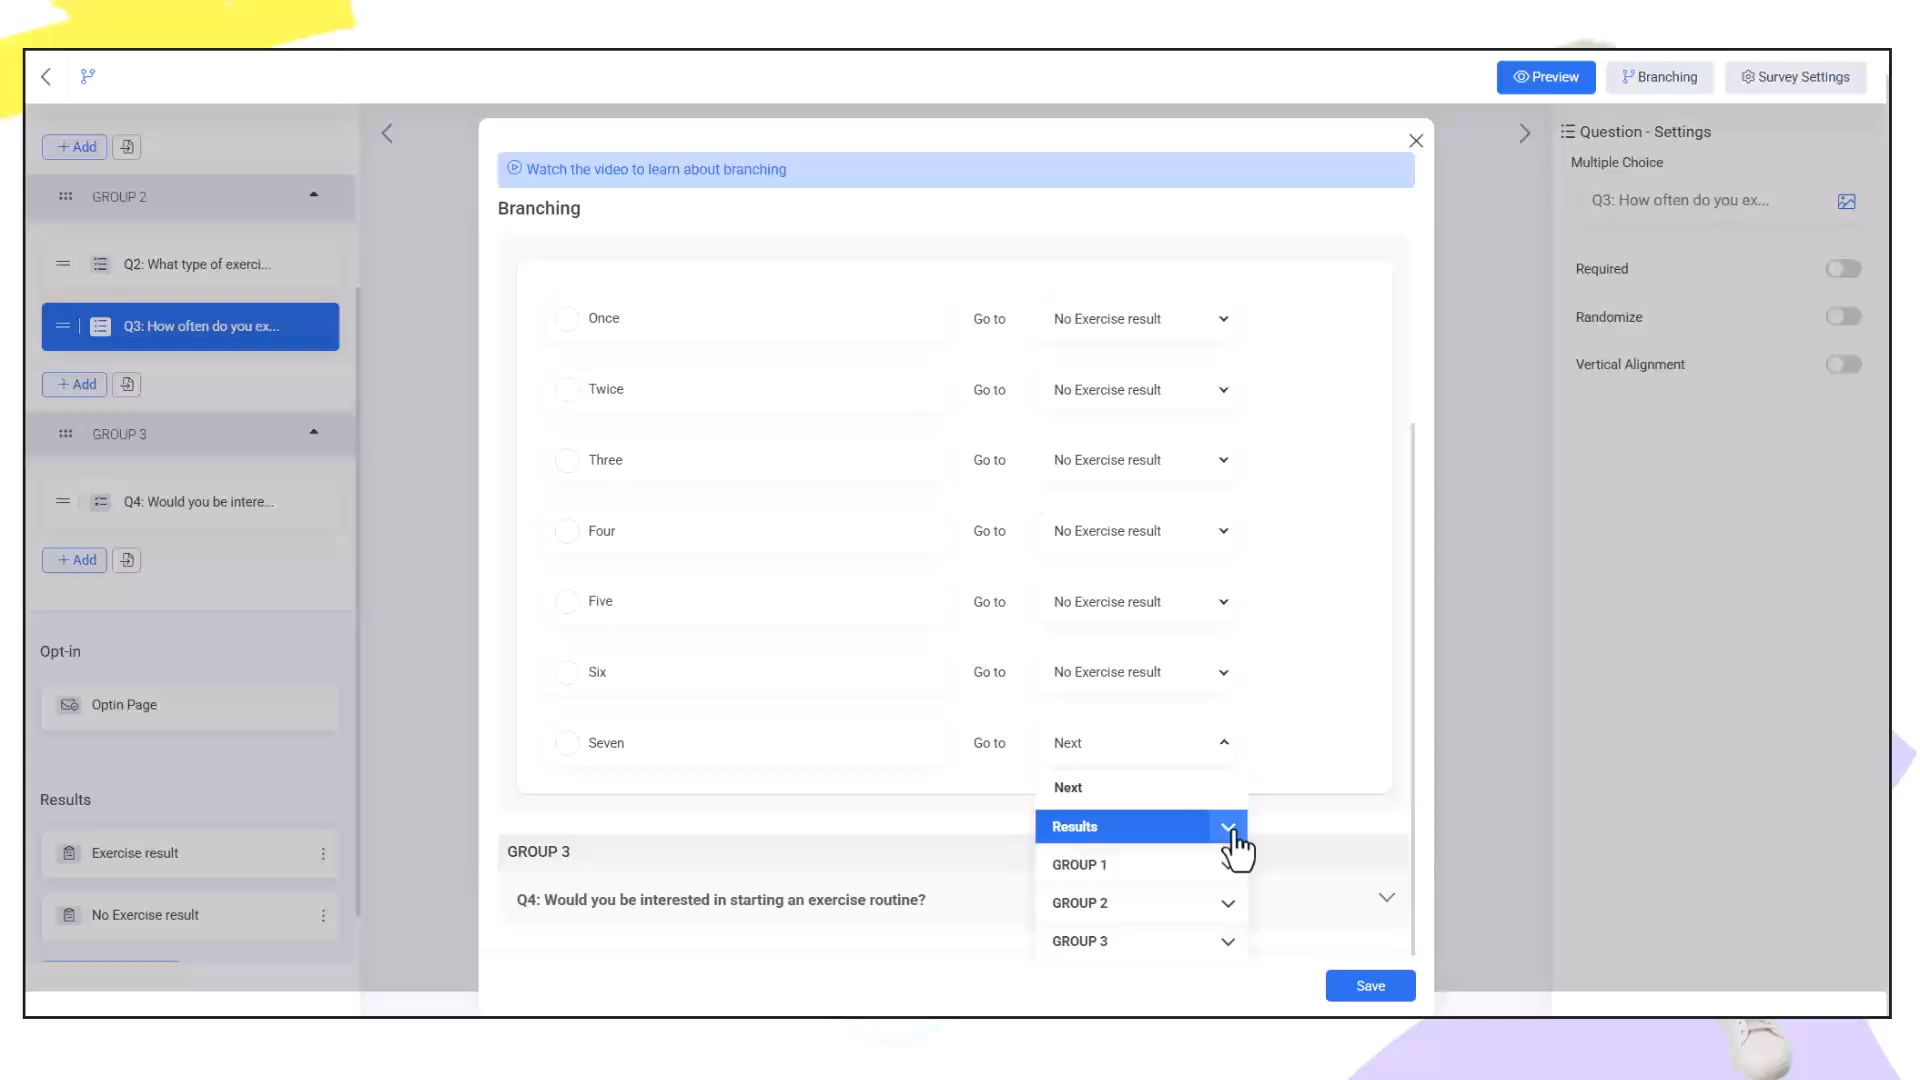 Preview
Branching
Survey Settings
+ Add
GROUP 2
Q2: What type of exerci...
Q3: How often do you ex...
+ Add
GROUP 3
Q4: Would you be intere...
+ Add
Opt-in
Optin Page
Results
Exercise result
No Exercise result
Watch the video to learn about branching
Branching
Once Go to No Exercise result
Twice Go to No Exercise result
Three Go to No Exercise result
Four Go to No Exercise result
Five Go to No Exercise result
Six Go to No Exercise result
Seven Go to Next
Next
Results
GROUP 1
GROUP 2
GROUP 3
GROUP 3
Q4: Would you be interested in starting an exercise routine?
Save
Question - Settings
Multiple Choice
Q3: How often do you ex...
Required
Randomize
Vertical Alignment